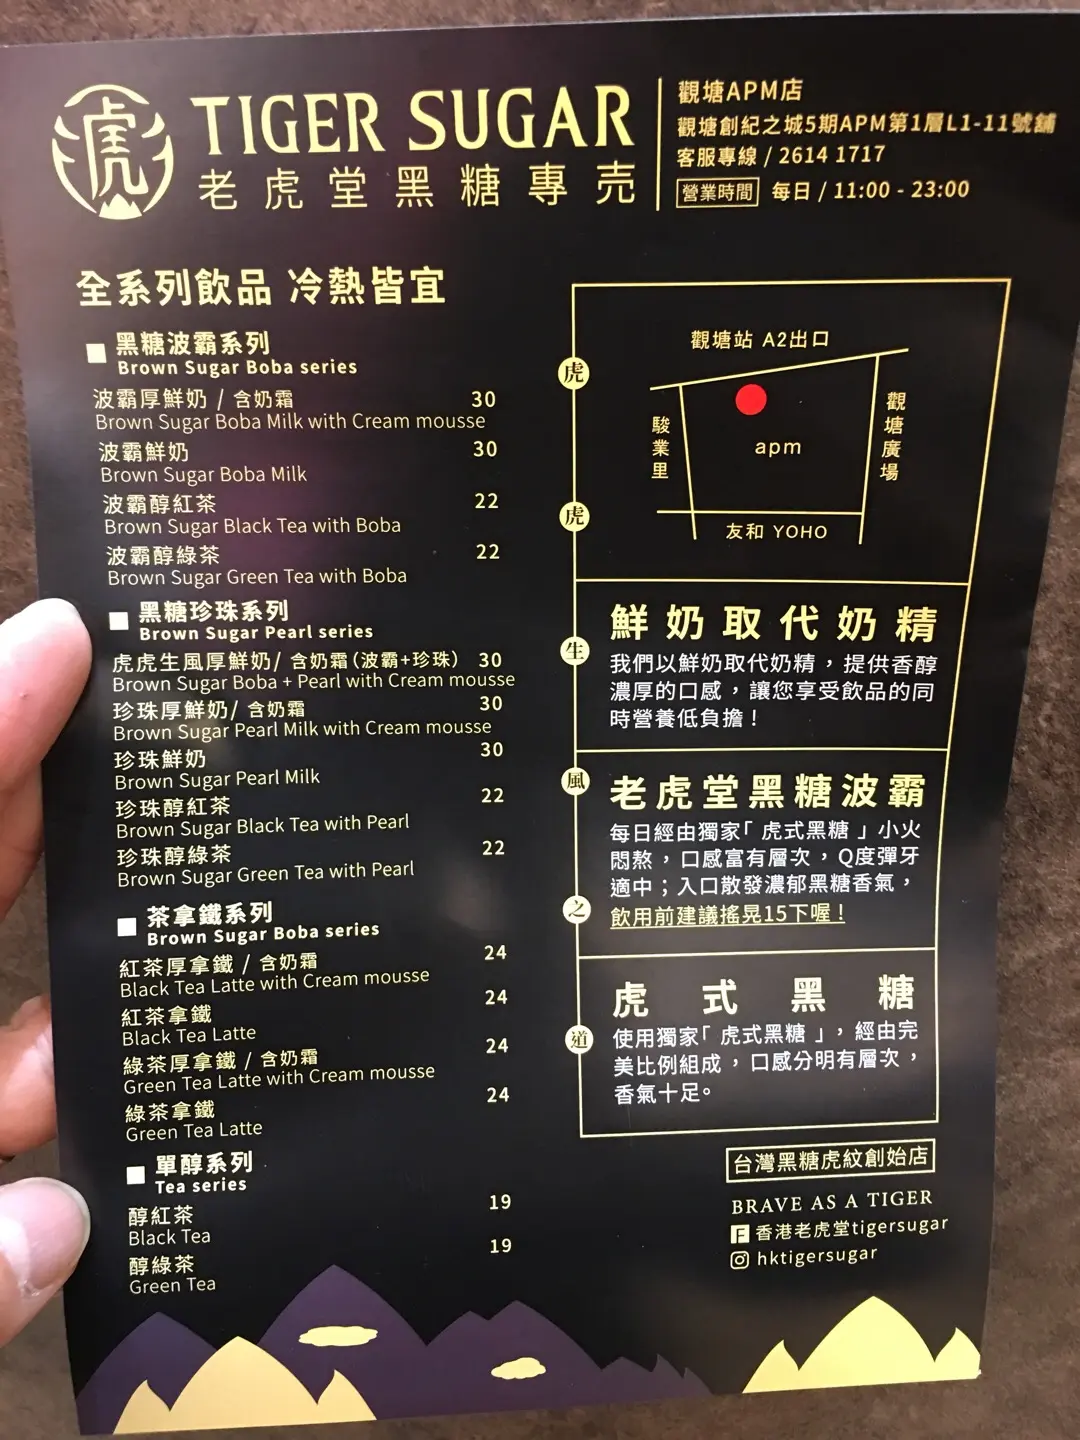 虎
TIGER SUGAR
老虎堂黑糖專売
觀塘APM店
觀塘創紀之城5期APM第1層L1-11號舖
客服專線 / 2614 1717
營業時間 每日 / 11:00 - 23:00
全系列飲品 冷熱皆宜
黑糖波霸系列
Brown Sugar Boba series
波霸厚鮮奶 / 含奶霜 30
Brown Sugar Boba Milk with Cream mousse
波霸鮮奶 30
Brown Sugar Boba Milk
波霸醇紅茶 22
Brown Sugar Black Tea with Boba
波霸醇綠茶 22
Brown Sugar Green Tea with Boba
黑糖珍珠系列
Brown Sugar Pearl series
虎虎生風厚鮮奶/ 含奶霜(波霸+珍珠) 30
Brown Sugar Boba + Pearl with Cream mousse
珍珠厚鮮奶/ 含奶霜 30
Brown Sugar Pearl Milk with Cream mousse
珍珠鮮奶 30
Brown Sugar Pearl Milk
珍珠醇紅茶 22
Brown Sugar Black Tea with Pearl
珍珠醇綠茶 22
Brown Sugar Green Tea with Pearl
茶拿鐵系列
Brown Sugar Boba series
紅茶厚拿鐵 / 含奶霜 24
Black Tea Latte with Cream mousse
紅茶拿鐵 24
Black Tea Latte
綠茶厚拿鐵 / 含奶霜 24
Green Tea Latte with Cream mousse
綠茶拿鐵 24
Green Tea Latte
單醇系列
Tea series
醇紅茶 19
Black Tea
醇綠茶 19
Green Tea
虎
虎
生
風
之
道
觀塘站 A2出口
駿業里
apm
觀塘廣場
友和 YOHO
鮮奶取代奶精
我們以鮮奶取代奶精，提供香醇
濃厚的口感，讓您享受飲品的同
時營養低負擔！
老虎堂黑糖波霸
每日經由獨家「虎式黑糖」小火
悶熬，口感富有層次，Q度彈牙
適中；入口散發濃郁黑糖香氣，
飲用前建議搖晃15下喔！
虎式黑糖
使用獨家「虎式黑糖」，經由完
美比例組成，口感分明有層次，
香氣十足。
台灣黑糖虎紋創始店
BRAVE AS A TIGER
香港老虎堂tigersugar
hktigersugar